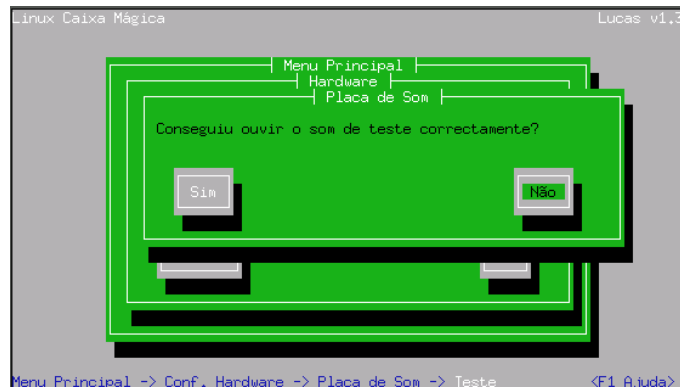 Linux Caixa Mágica Lucas v1.3
Menu Principal
Hardware
Placa de Som
Conseguiu ouvir o som de teste correctamente?
Sim Não
Menu Principal -> Conf. Hardware -> Placa de Som -> Teste <F1 Ajuda>